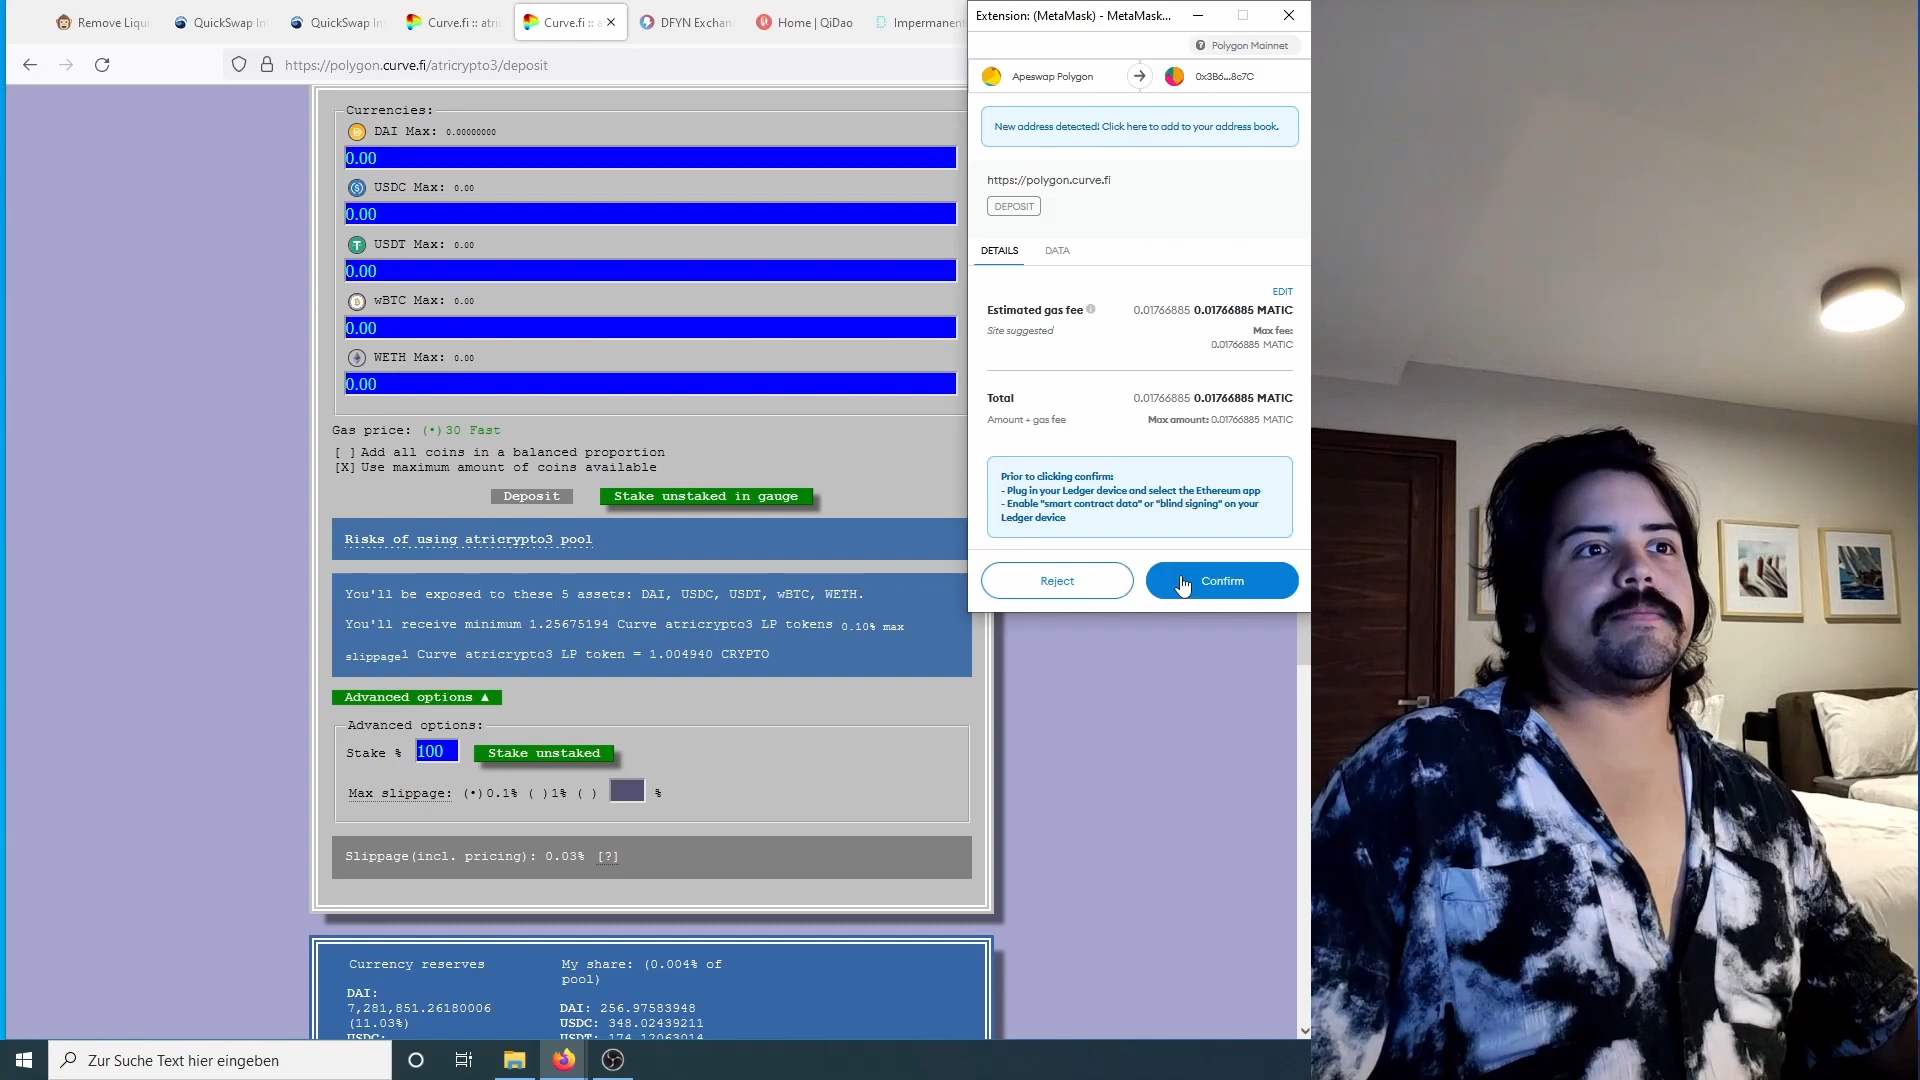 Remove Liqu
QuickSwap In
QuickSwap In
Curve.fi :: atri
Curve.fi :: a
DFYN Exchan
Home | QiDao
Impermanent
https://polygon.curve.fi/atricrypto3/deposit
Currencies:
DAI Max: 0.00000000
0.00
USDC Max: 0.00
0.00
USDT Max: 0.00
0.00
wBTC Max: 0.00
0.00
WETH Max: 0.00
0.00
Gas price: (•)30 Fast
[ ] Add all coins in a balanced proportion
[X] Use maximum amount of coins available
Deposit
Stake unstaked in gauge
Risks of using atricrypto3 pool
You'll be exposed to these 5 assets: DAI, USDC, USDT, wBTC, WETH.
You'll receive minimum 1.25675194 Curve atricrypto3 LP tokens 0.10% max
slippage1 Curve atricrypto3 LP token = 1.004940 CRYPTO
Advanced options ▲
Advanced options:
Stake % 100 Stake unstaked
Max slippage: (•)0.1% ( )1% ( ) %
Slippage(incl. pricing): 0.03% [?]
Currency reserves
DAI:
7,281,851.26180006
(11.03%)
USDC:
My share: (0.004% of
pool)
DAI: 256.97583948
USDC: 348.02439211
USDT: 174.12063014
Extension: (MetaMask) - MetaMask...
Polygon Mainnet
Apeswap Polygon
0x3B6...8c7C
New address detected! Click here to add to your address book.
https://polygon.curve.fi
DEPOSIT
DETAILS
DATA
EDIT
Estimated gas fee 0.01766885 0.01766885 MATIC
Site suggested Max fee:
0.01766885 MATIC
Total 0.01766885 0.01766885 MATIC
Amount + gas fee Max amount: 0.01766885 MATIC
Prior to clicking confirm:
- Plug in your Ledger device and select the Ethereum app
- Enable "smart contract data" or "blind signing" on your
Ledger device
Reject
Confirm
Zur Suche Text hier eingeben